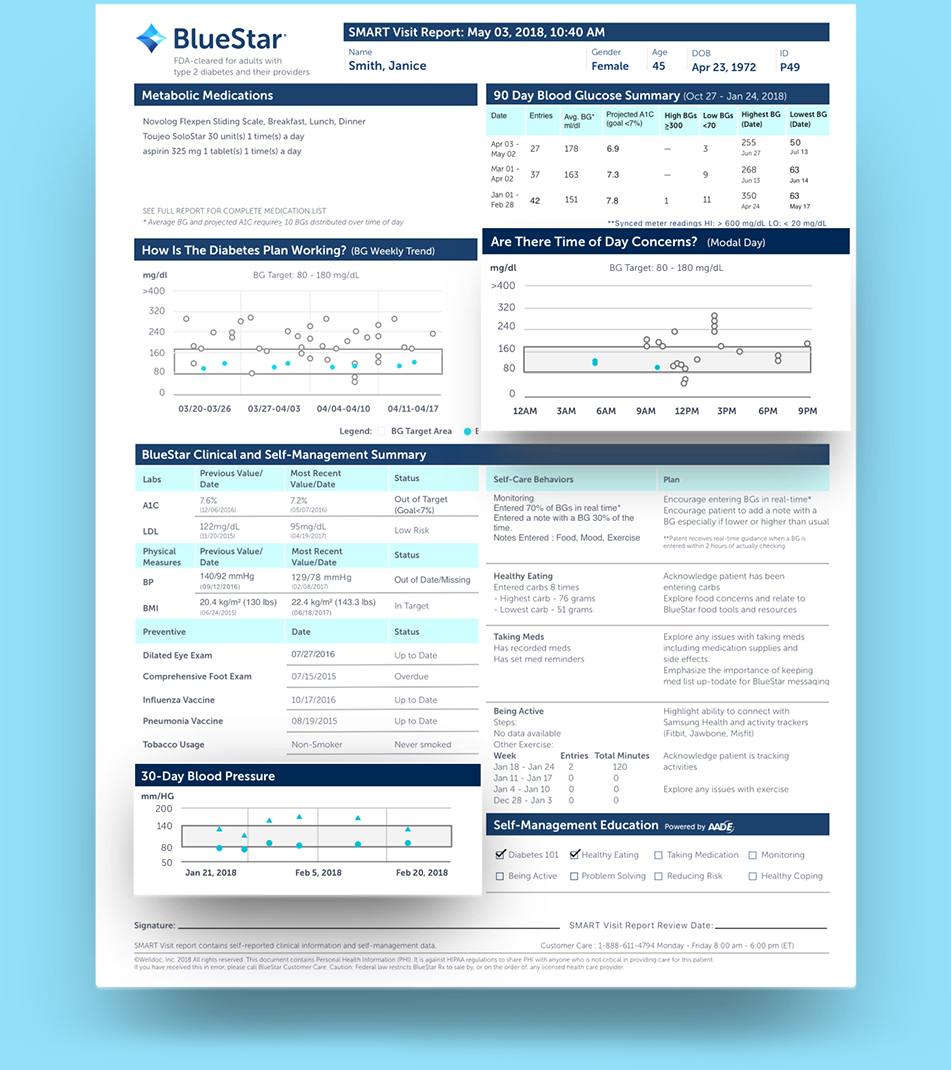 BlueStar®
FDA-cleared for adults with
type 2 diabetes and their providers
SMART Visit Report: May 03, 2018, 10:40 AM
Name Gender Age DOB ID
Smith, Janice Female 45 Apr 23, 1972 P49
Metabolic Medications
Novolog Flexpen Sliding Scale, Breakfast, Lunch, Dinner
Toujeo SoloStar 30 unit(s) 1 time(s) a day
aspirin 325 mg 1 tablet(s) 1 time(s) a day
SEE FULL REPORT FOR COMPLETE MEDICATION LIST
* Average BG and projected A1C require≥ 10 BGs distributed over time of day
90 Day Blood Glucose Summary (Oct 27 - Jan 24, 2018)
Date Entries Avg. BG* Projected A1C High BGs Low BGs Highest BG Lowest BG
ml/dl (goal <7%) ≥300 <70 (Date) (Date)
Apr 03 - 27 178 6.9 — 3 255 50
May 02 Jun 27 Jul 13
Mar 01 - 37 163 7.3 — 9 268 63
Apr 02 Jun 13 Jun 14
Jan 01 - 42 151 7.8 1 11 350 63
Feb 28 Apr 24 May 17
**Synced meter readings HI: > 600 mg/dL LO: < 20 mg/dL
How Is The Diabetes Plan Working? (BG Weekly Trend)
mg/dl BG Target: 80 - 180 mg/dL
>400
320
240
160
80
0
03/20-03/26 03/27-04/03 04/04-04/10 04/11-04/17
Legend: BG Target Area
Are There Time of Day Concerns? (Modal Day)
mg/dl BG Target: 80 - 180 mg/dL
>400
320
240
160
80
0
12AM 3AM 6AM 9AM 12PM 3PM 6PM 9PM
BlueStar Clinical and Self-Management Summary
Labs Previous Value/ Date Most Recent Value/Date Status
A1C 7.6% 7.2% Out of Target
(12/06/2016) (05/07/2016) (Goal<7%)
LDL 122mg/dL 95mg/dL Low Risk
(11/20/2015) (04/19/2017)
Physical Measures Previous Value/ Date Most Recent Value/Date Status
BP 140/92 mmHg 129/78 mmHg Out of Date/Missing
(09/12/2016) (02/08/2017)
BMI 20.4 kg/m² (130 lbs) 22.4 kg/m² (143.3 lbs) In Target
(06/24/2015) (06/18/2017)
Preventive Date Status
Dilated Eye Exam 07/27/2016 Up to Date
Comprehensive Foot Exam 07/15/2015 Overdue
Influenza Vaccine 10/17/2016 Up to Date
Pneumonia Vaccine 08/19/2015 Up to Date
Tobacco Usage Non-Smoker Never smoked
30-Day Blood Pressure
mm/HG
200
140
80
50
Jan 21, 2018 Feb 5, 2018 Feb 20, 2018
Self-Care Behaviors Plan
Monitoring
Entered 70% of BGs in real time*
Entered a note with a BG 30% of the
time.
Notes Entered : Food, Mood, Exercise
Encourage entering BGs in real-time*
Encourage patient to add a note with a
BG especially if lower or higher than usual
**Patent receives real-time guidance when a BG is
entered within 2 hours of actually checking
Healthy Eating
Entered carbs 8 times
- Highest carb - 76 grams
- Lowest carb - 51 grams
Acknowledge patient has been
entering carbs
Explore food concerns and relate to
BlueStar food tools and resources
Taking Meds
Has recorded meds
Has set med reminders
Explore any issues with taking meds
including medication supplies and
side effects.
Emphasize the importance of keeping
med list up-todate for BlueStar messaging
Being Active
Steps:
No data available
Other Exercise:
Week Entries Total Minutes
Jan 18 - Jan 24 2 120
Jan 11 - Jan 17 0 0
Jan 4 - Jan 10 0 0
Dec 28 - Jan 3 0 0
Highlight ability to connect with
Samsung Health and activity trackers
(Fitbit, Jawbone, Misfit)
Acknowledge patient is tracking
activities
Explore any issues with exercise
Self-Management Education Powered by AADE
Diabetes 101 Healthy Eating Taking Medication Monitoring
Being Active Problem Solving Reducing Risk Healthy Coping
Signature: SMART Visit Report Review Date:
SMART Visit report contains self-reported clinical information and self-management data. Customer Care : 1-888-611-4794 Monday - Friday 8:00 am - 6:00 pm (ET)
©Welldoc, Inc. 2018 All rights reserved. This document contains Personal Health Information (PHI). It is against HIPAA regulations to share PHI with anyone who is not critical in providing care for this patient.
If you have received this in error, please call BlueStar Customer Care. Caution: Federal law restricts BlueStar Rx to sale by, or on the order of, any licensed health care provider.